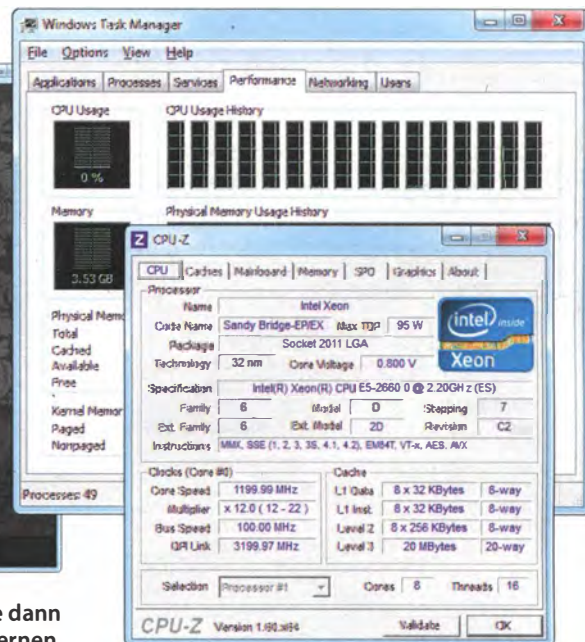 Windows Task Manager
File Options View Help
Applications Processes Services Performance Networking Users
CPU Usage CPU Usage History
0 %
Memory Physical Memory Usage History
3.53 GB
Physical Memo
Total
Cached
Available
Free
Kernel Memor
Paged
Nonpaged
Processes: 49
Z CPU-Z
CPU Caches Mainboard Memory SPD Graphics About
Processor
Name Intel Xeon
Code Name Sandy Bridge-EP/EX Max TDP 95 W
Package Socket 2011 LGA
Technology 32 nm Core Voltage 0.800 V
(intel) inside
Xeon
Specification Intel(R) Xeon(R) CPU E5-2660 0 @ 2.20GHz (ES)
Family 6 Model D Stepping 7
Ext. Family 6 Ext. Model 2D Revision C2
Instructions MMX, SSE (1, 2, 3, 3S, 4.1, 4.2), EM64T, VT-x, AES, AVX
Clocks (Core #0) Cache
Core Speed 1199.99 MHz L1 Data 8 x 32 KBytes 8-way
Multiplier x 12.0 ( 12 - 22 ) L1 Inst. 8 x 32 KBytes 8-way
Bus Speed 100.00 MHz Level 2 8 x 256 KBytes 8-way
QPI Link 3199.97 MHz Level 3 20 MBytes 20-way
Selection Processor #1 Cores 8 Threads 16
CPU-Z Version 1.60.x64 Validate OK
e dann
ernen